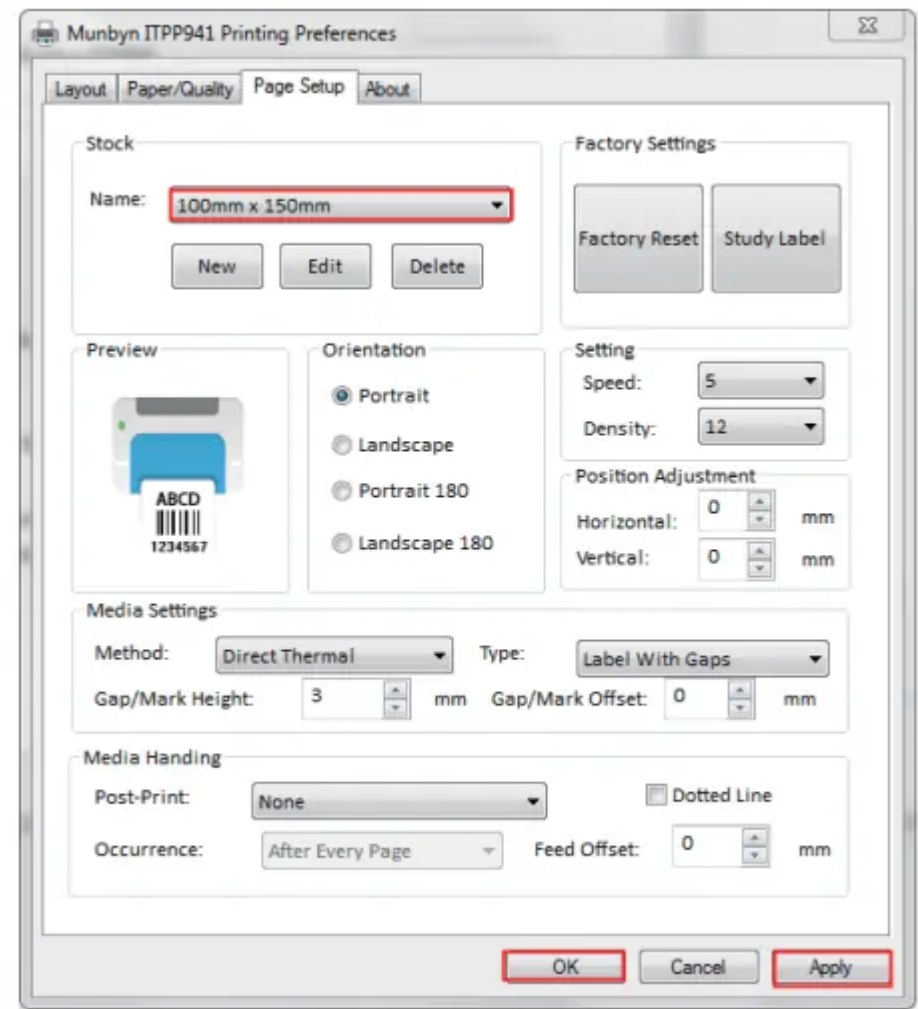 Munbyn ITPP941 Printing Preferences
Layout Paper/Quality Page Setup About
Stock
Name: 100mm x 150mm
New Edit Delete
Factory Settings
Factory Reset Study Label
Preview
ABCD
1234567
Orientation
Portrait
Landscape
Portrait 180
Landscape 180
Setting
Speed: 5
Density: 12
Position Adjustment
Horizontal: 0 mm
Vertical: 0 mm
Media Settings
Method: Direct Thermal Type: Label With Gaps
Gap/Mark Height: 3 mm Gap/Mark Offset: 0 mm
Media Handing
Post-Print: None Dotted Line
Occurrence: After Every Page Feed Offset: 0 mm
OK Cancel Apply